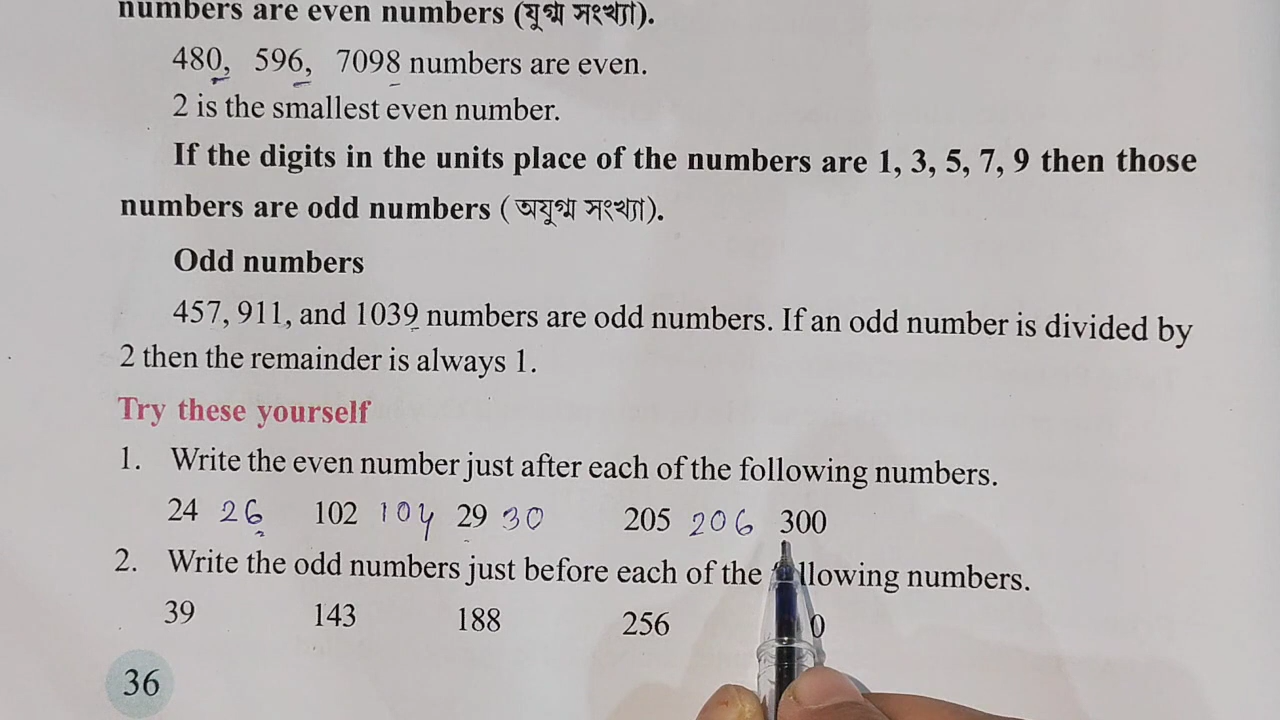 numbers are even numbers (যুগ্ম সংখ্যা).
480, 596, 7098 numbers are even.
2 is the smallest even number.
If the digits in the units place of the numbers are 1, 3, 5, 7, 9 then those
numbers are odd numbers (অযুগ্ম সংখ্যা).
Odd numbers
457, 911, and 1039 numbers are odd numbers. If an odd number is divided by
2 then the remainder is always 1.
Try these yourself
1. Write the even number just after each of the following numbers.
24 26 102 104 29 30 205 206 300
2. Write the odd numbers just before each of the numbers.
39 143 188 256
36